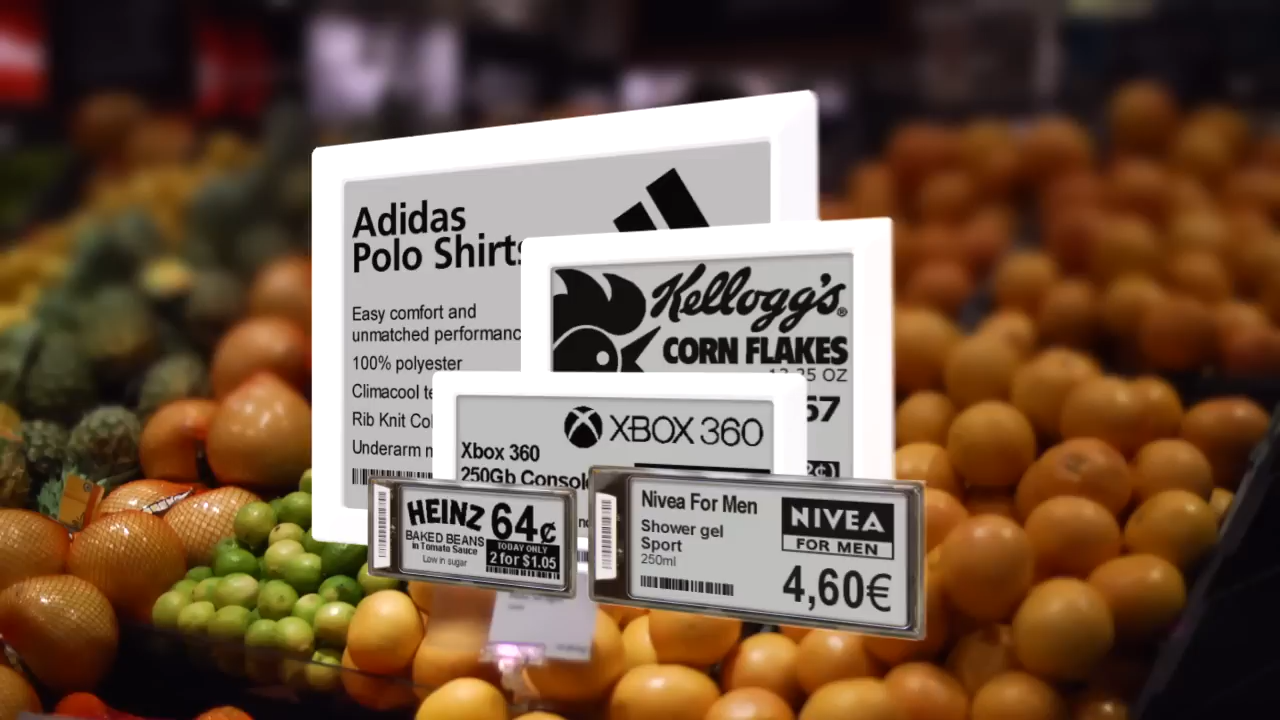 Adidas
Polo Shirts
Easy comfort and
unmatched performanc
100% polyester
Climacool te
Rib Knit Col
Underarm m
Kellogg's®
CORN FLAKES
OZ
57
XBOX 360
Xbox 360
250Gb Consol
HEINZ 64¢
BAKED BEANS
in Tomato Sauce
Low in sugar
TODAY ONLY
2 for $1.05
Nivea For Men
Shower gel
Sport
250ml
NIVEA
FOR MEN
4,60€